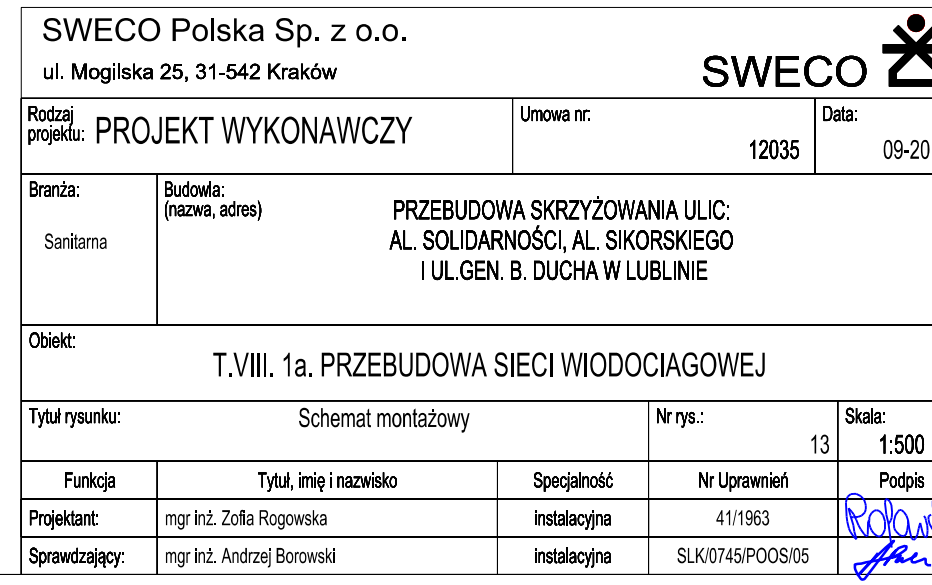 SWECO Polska Sp. z o.o.
ul. Mogilska 25, 31-542 Kraków
SWECO
Rodzaj projektu: PROJEKT WYKONAWCZY
Umowa nr:
12035
Data:
09-20
Branża:
Sanitarna
Budowla:
(nazwa, adres)
PRZEBUDOWA SKRZYŻOWANIA ULIC:
AL. SOLIDARNOŚCI, AL. SIKORSKIEGO
I UL.GEN. B. DUCHA W LUBLINIE
Obiekt:
T.VIII. 1a. PRZEBUDOWA SIECI WIODOCIAGOWEJ
Tytuł rysunku:
Schemat montażowy
Nr rys.:
13
Skala:
1:500
Funkcja Tytuł, imię i nazwisko Specjalność Nr Uprawnień Podpis
Projektant: mgr inż. Zofia Rogowska instalacyjna 41/1963
Sprawdzający: mgr inż. Andrzej Borowski instalacyjna SLK/0745/POOS/05